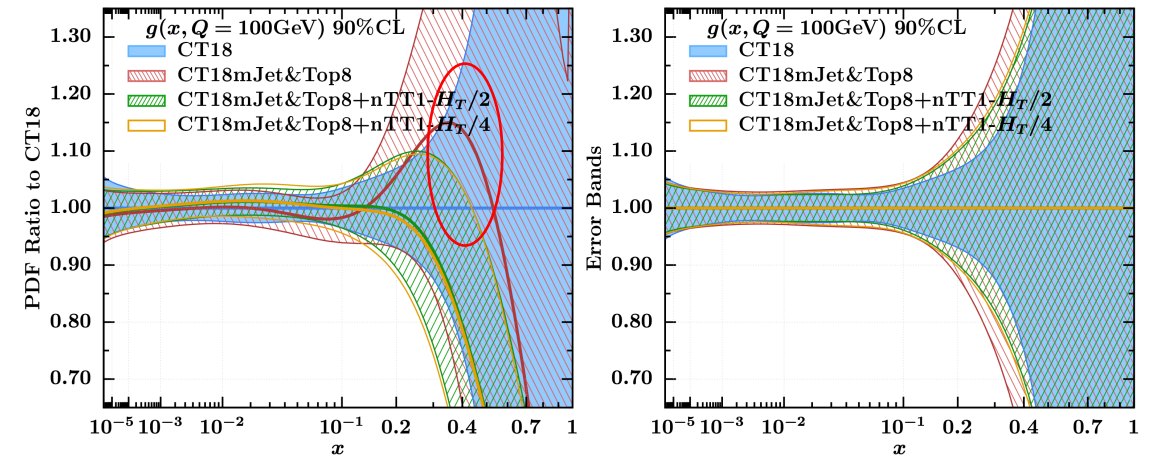 g(x, Q = 100GeV) 90%CL
CT18
CT18mJet&Top8
CT18mJet&Top8+nTT1-H_T/2
CT18mJet&Top8+nTT1-H_T/4
PDF Ratio to CT18
1.30
1.20
1.10
1.00
0.90
0.80
0.70
10^-5 10^-3 10^-2 10^-1 0.2 0.4 0.7 1
x
g(x, Q = 100GeV) 90%CL
CT18
CT18mJet&Top8
CT18mJet&Top8+nTT1-H_T/2
CT18mJet&Top8+nTT1-H_T/4
Error Bands
1.30
1.20
1.10
1.00
0.90
0.80
0.70
10^-5 10^-3 10^-2 10^-1 0.2 0.4 0.7 1
x